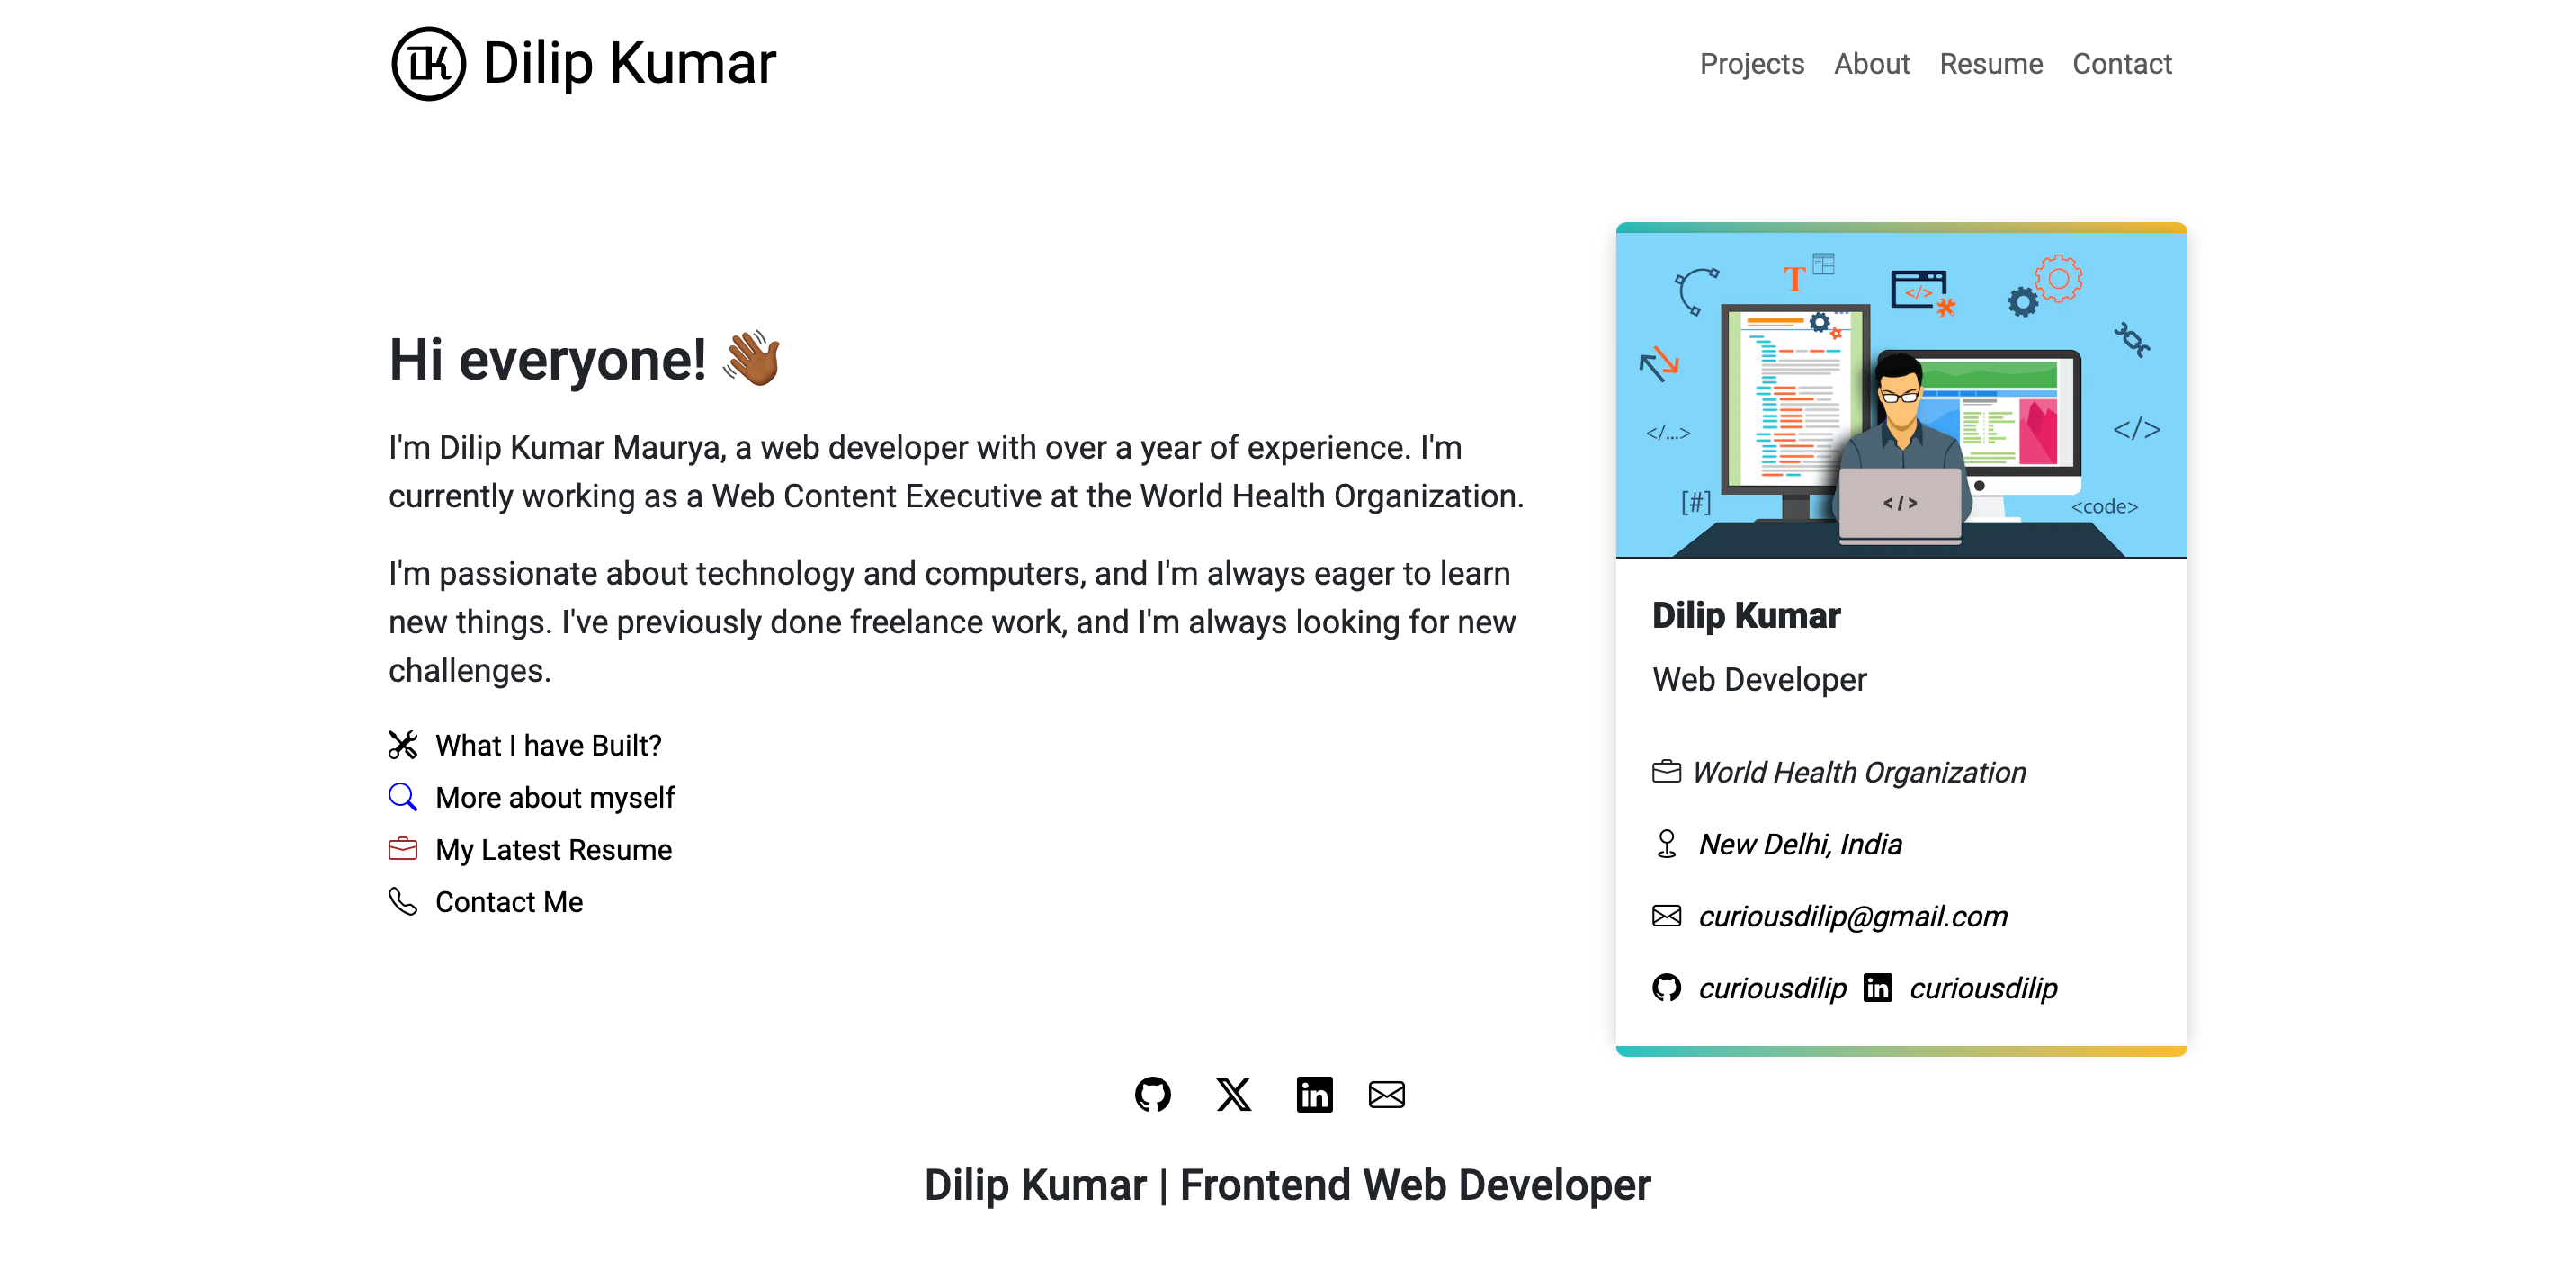 DK Dilip Kumar
Projects About Resume Contact
Hi everyone! 👋🏾
I'm Dilip Kumar Maurya, a web developer with over a year of experience. I'm
currently working as a Web Content Executive at the World Health Organization.
I'm passionate about technology and computers, and I'm always eager to learn
new things. I've previously done freelance work, and I'm always looking for new
challenges.
What I have Built?
More about myself
My Latest Resume
Contact Me
T
</>
</...>
</>
[#]
</>
<code>
Dilip Kumar
Web Developer
World Health Organization
New Delhi, India
curiousdilip@gmail.com
curiousdilip in curiousdilip
X in
Dilip Kumar | Frontend Web Developer